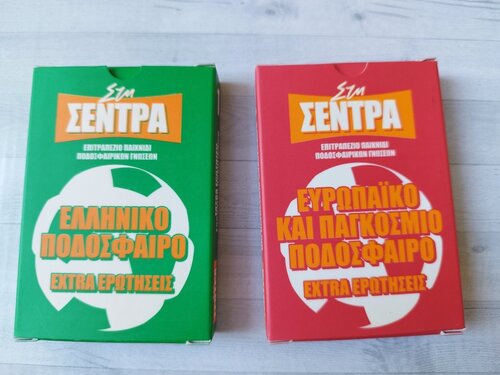 Στη
ΣΕΝΤΡΑ
ΕΠΙΤΡΑΠΕΖΙΟ ΠΑΙΧΝΙΔΙ
ΠΟΔΟΣΦΑΙΡΙΚΩΝ ΓΝΩΣΕΩΝ
ΕΛΛΗΝΙΚΟ
ΠΟΔΟΣΦΑΙΡΟ
EXTRA ΕΡΩΤΗΣΕΙΣ
Στη
ΣΕΝΤΡΑ
ΕΠΙΤΡΑΠΕΖΙΟ ΠΑΙΧΝΙΔΙ
ΠΟΔΟΣΦΑΙΡΙΚΩΝ ΓΝΩΣΕΩΝ
ΕΥΡΩΠΑΪΚΟ
ΚΑΙ ΠΑΓΚΟΣΜΙΟ
ΠΟΔΟΣΦΑΙΡΟ
EXTRA ΕΡΩΤΗΣΕΙΣ